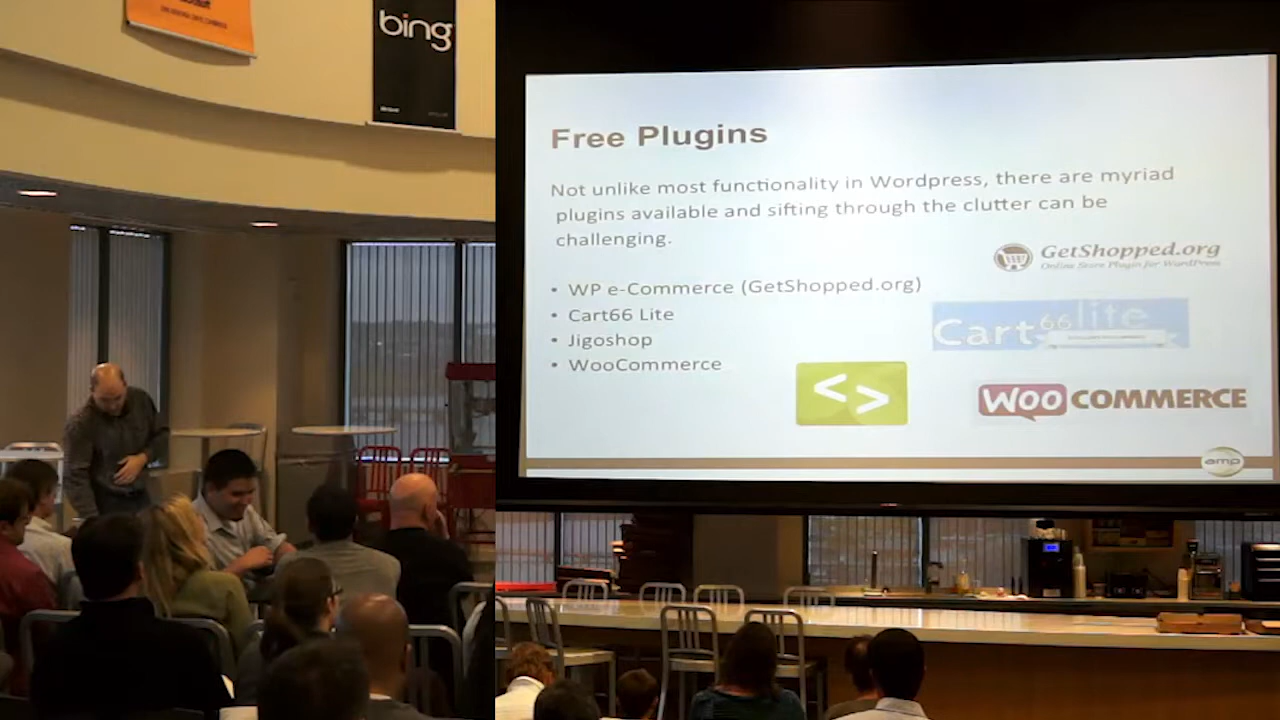 bing
Free Plugins
Not unlike most functionality in Wordpress, there are myriad
plugins available and sifting through the clutter can be
challenging.
GetShopped.org
Online Store Plugin for WordPress
• WP e-Commerce (GetShopped.org)
• Cart66 Lite
• Jigoshop
• WooCommerce
Cart66 lite
< >
WOO COMMERCE
amp